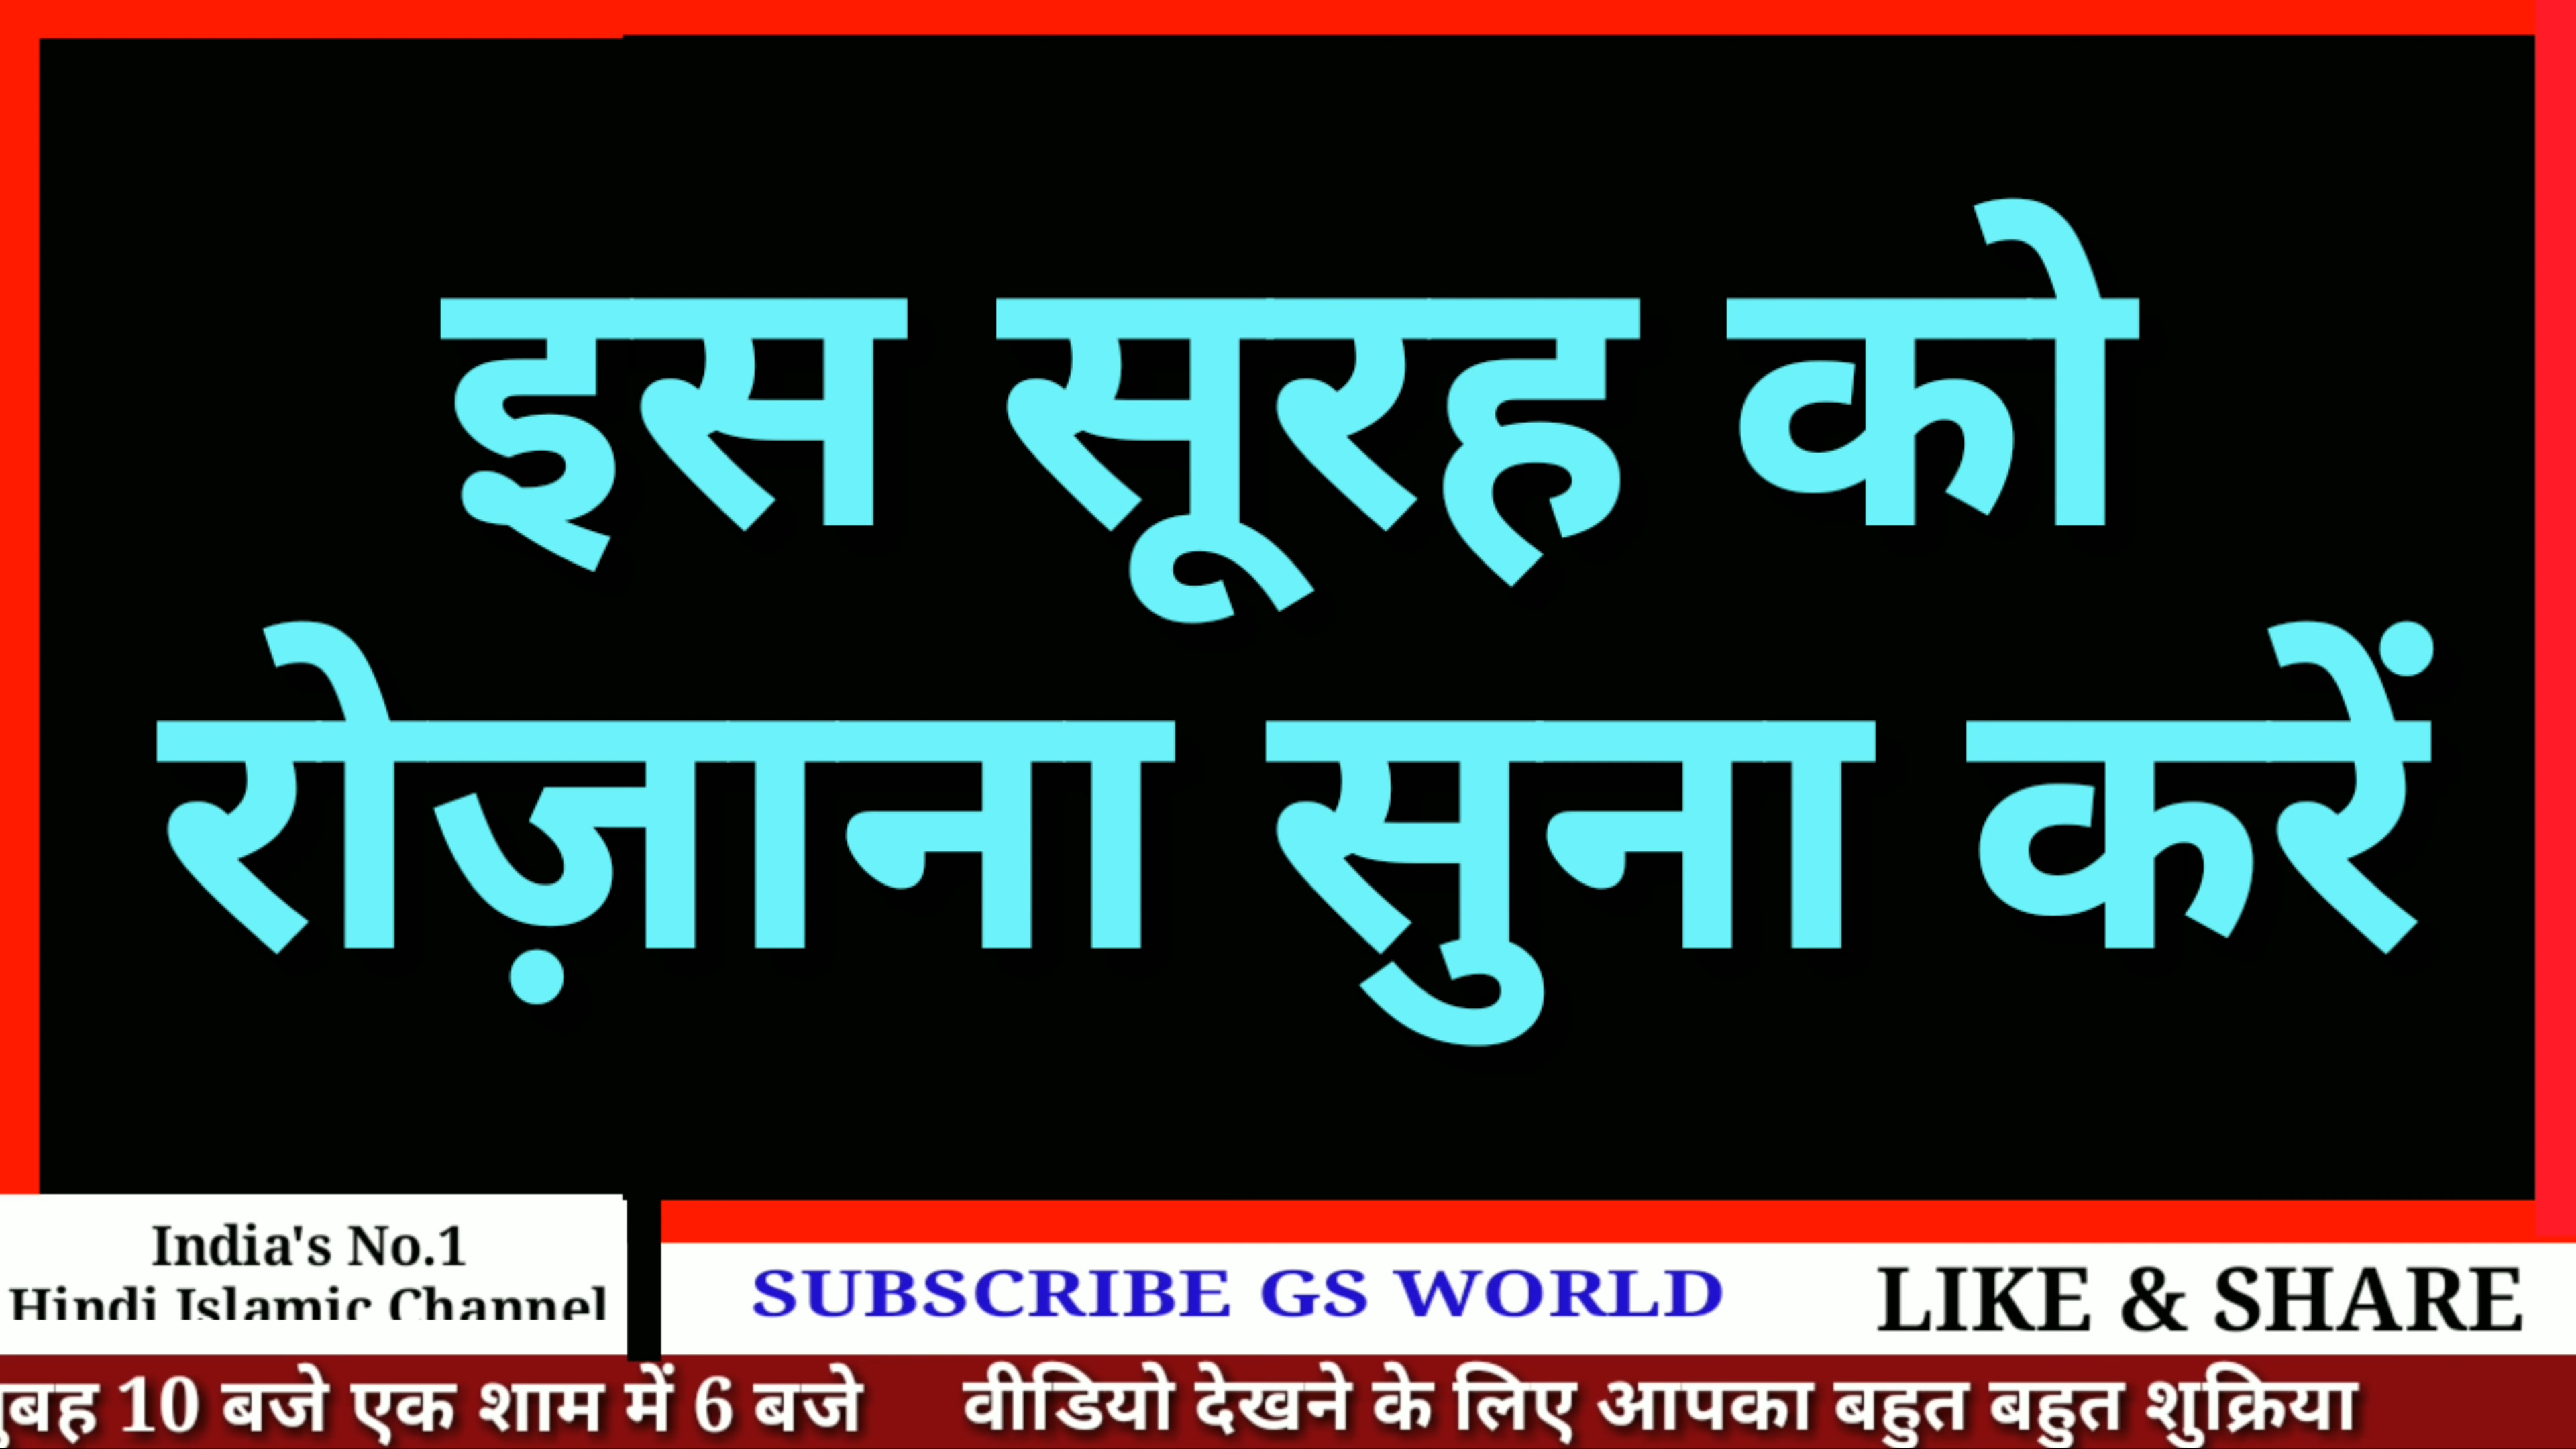 इस सूरह को
रोज़ाना सुना करें
India's No.1
Hindi Islamic Channel
SUBSCRIBE GS WORLD
LIKE & SHARE
10 बजे एक शाम में 6 बजे वीडियो देखने के लिए आपका बहुत बहुत शुक्रिया